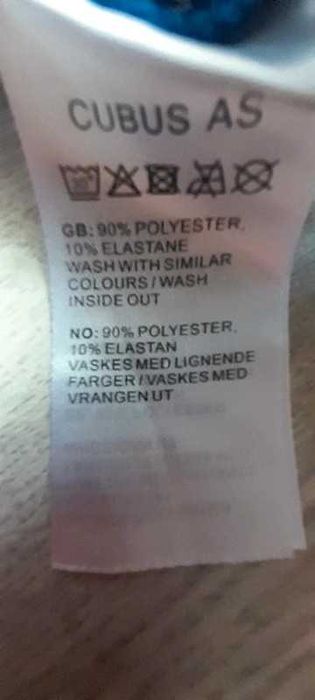 CUBUS AS
GB: 90% POLYESTER,
10% ELASTANE
WASH WITH SIMILAR
COLOURS / WASH
INSIDE OUT
NO: 90% POLYESTER,
10% ELASTAN
VASKES MED LIGNENDE
FARGER / VASKES MED
VRANGEN UT